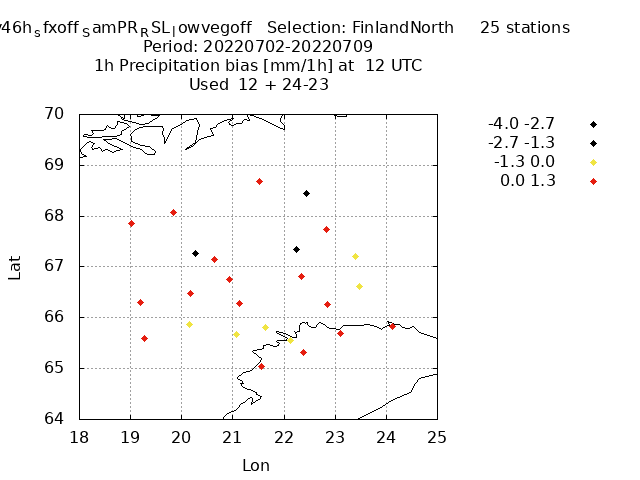 46h_sfxoff_samPR_RSL_lowvegoff Selection: FinlandNorth 25 stations
Period: 20220702-20220709
1h Precipitation bias [mm/1h] at 12 UTC
Used 12 + 24-23
-4.0 -2.7
-2.7 -1.3
-1.3 0.0
0.0 1.3
70
69
68
67
66
65
64
Lat
18 19 20 21 22 23 24 25
Lon